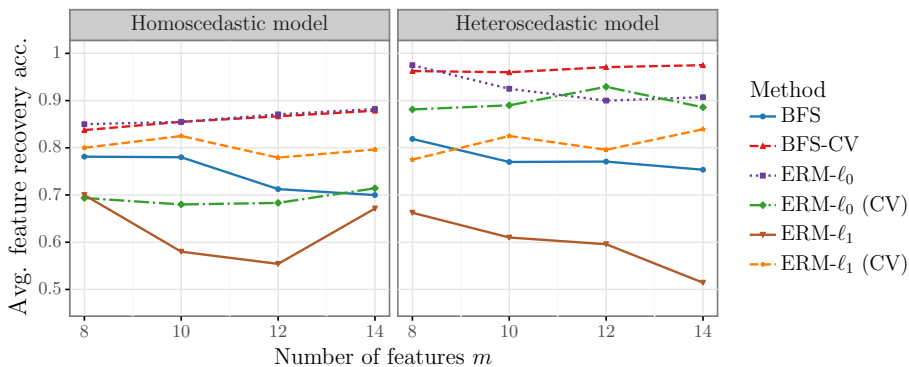 Homoscedastic model
Heteroscedastic model
Avg. feature recovery acc.
1
0.9
0.8
0.7
0.6
0.5
8 10 12 14
8 10 12 14
Number of features m
Method
BFS
BFS-CV
ERM-ℓ₀
ERM-ℓ₀ (CV)
ERM-ℓ₁
ERM-ℓ₁ (CV)